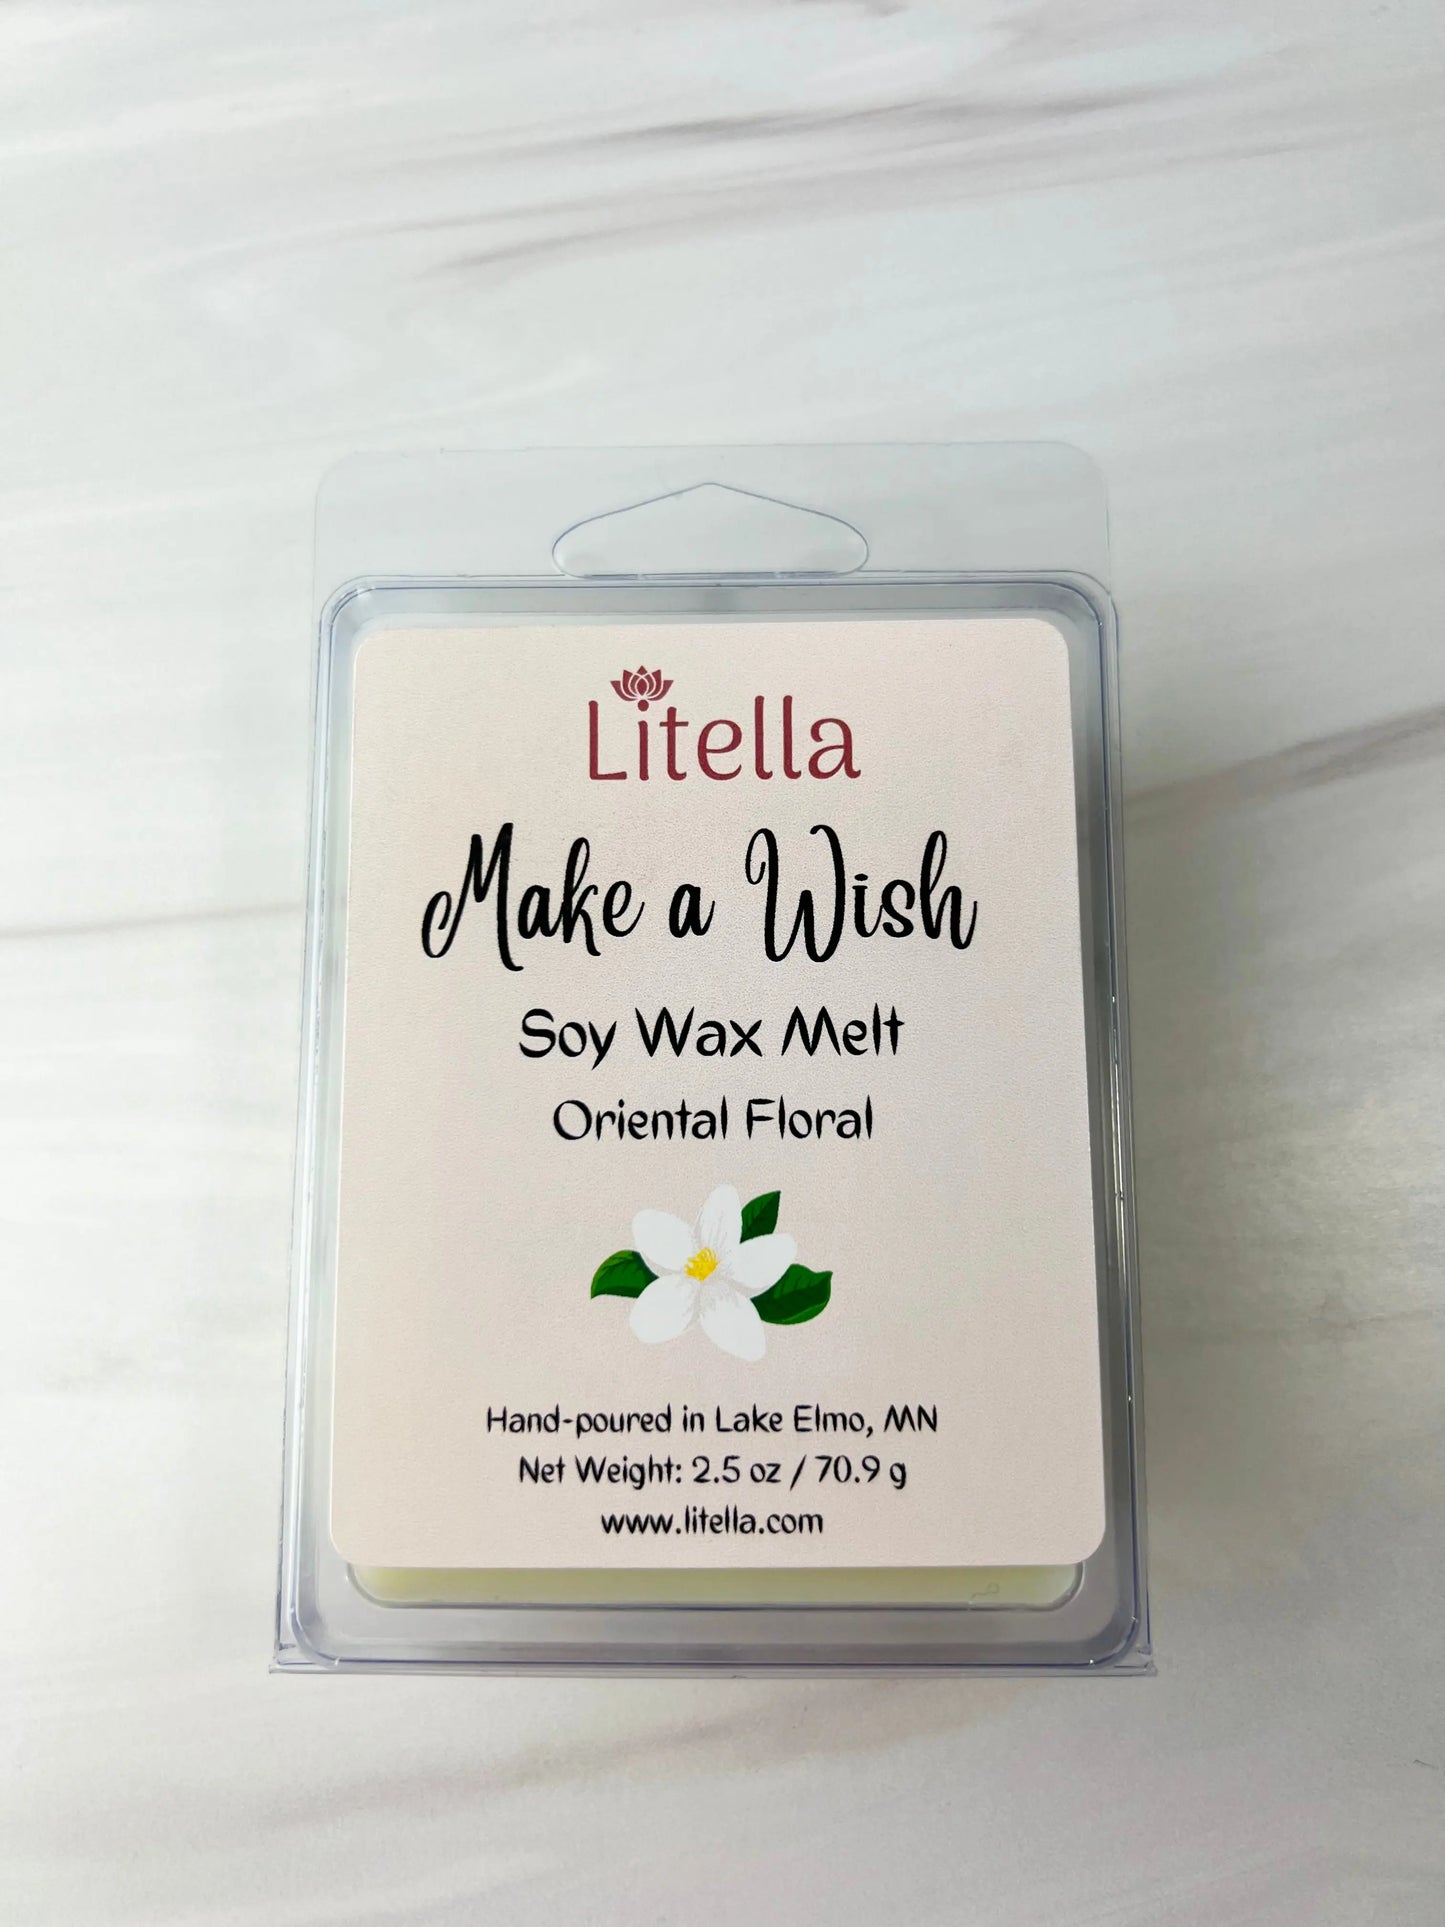 Litella
Make a Wish
Soy Wax Melt
Oriental Floral
Hand-poured in Lake Elmo, MN
Net Weight: 2.5 oz / 70.9 g
www.litella.com